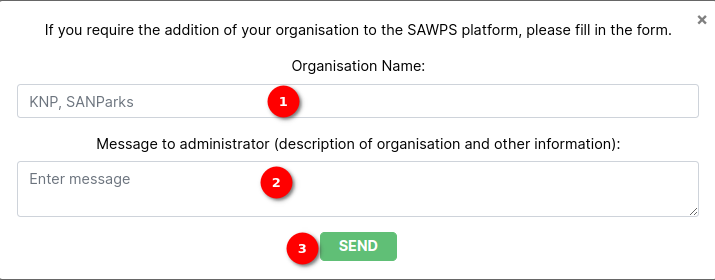 ×
If you require the addition of your organisation to the SAWPS platform, please fill in the form.
Organisation Name:
KNP, SANParks 1
Message to administrator (description of organisation and other information):
Enter message 2
3 SEND